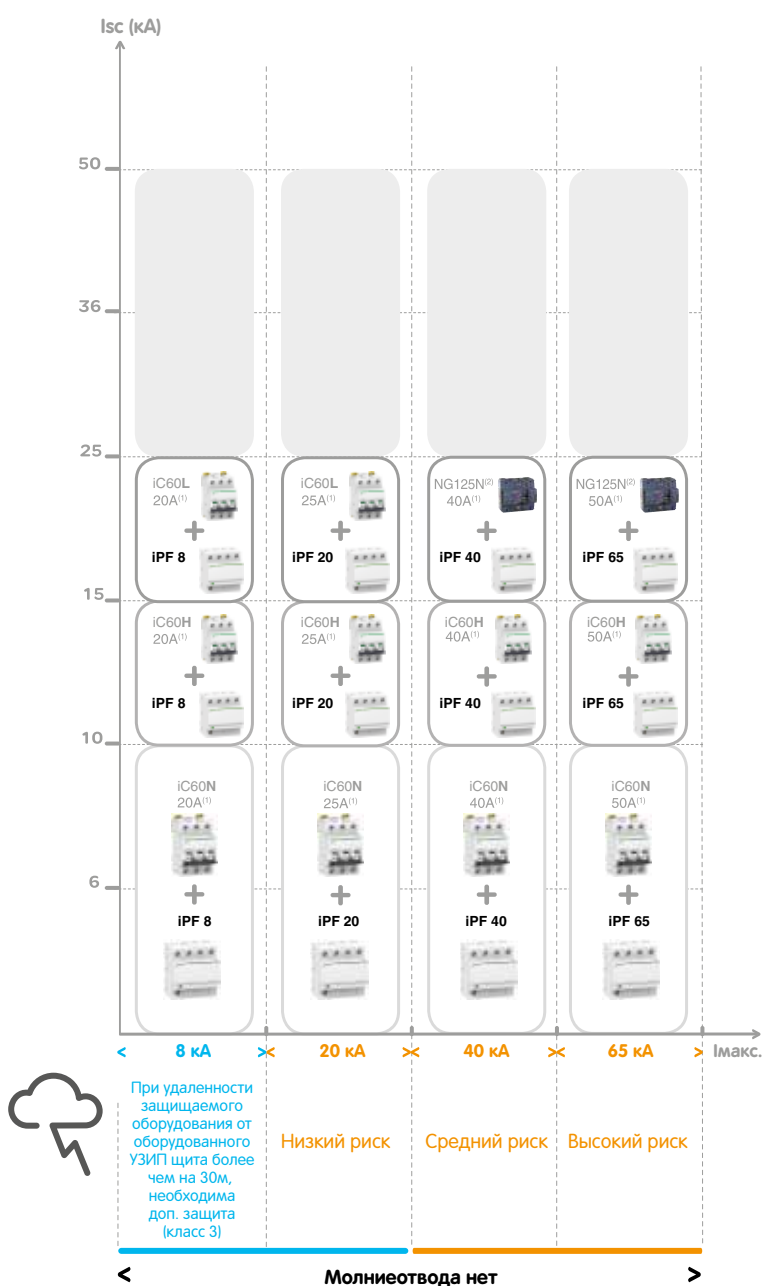 Isc (кА)
50
36
25
iC60L
20A(1)
+
iPF 8
iC60L
25A(1)
+
iPF 20
NG125N(2)
40A(1)
+
iPF 40
NG125N(2)
50A(1)
+
iPF 65
15
iC60H
20A(1)
+
iPF 8
iC60H
25A(1)
+
iPF 20
iC60H
40A(1)
+
iPF 40
iC60H
50A(1)
+
iPF 65
10
iC60N
20A(1)
+
iPF 8
iC60N
25A(1)
+
iPF 20
iC60N
40A(1)
+
iPF 40
iC60N
50A(1)
+
iPF 65
6
< 8 кА >< 20 кА >< 40 кА >< 65 кА > Iмакс.
При удаленности
защищаемого
оборудования от
оборудованного
УЗИП щита более
чем на 30м,
необходима
доп. защита
(класс 3)
Низкий риск
Средний риск
Высокий риск
< Молниеотвода нет >